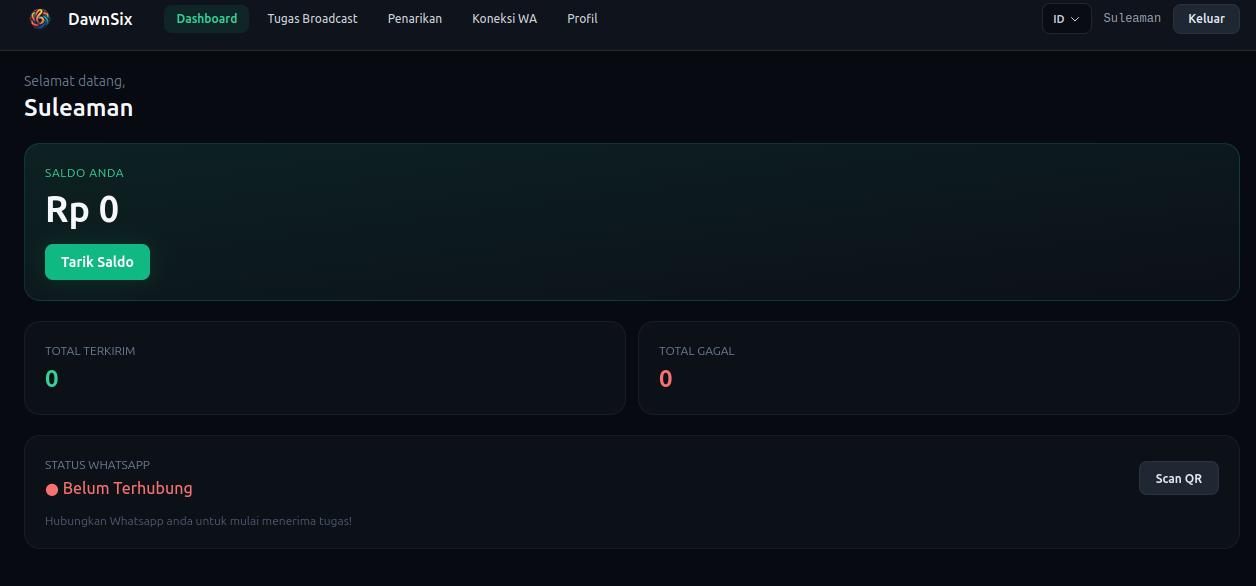 DawnSix Dashboard Tugas Broadcast Penarikan Koneksi WA Profil ID Suleaman Keluar
Selamat datang,
Suleaman
SALDO ANDA
Rp 0
Tarik Saldo
TOTAL TERKIRIM
0
TOTAL GAGAL
0
STATUS WHATSAPP
Belum Terhubung
Scan QR
Hubungkan Whatsapp anda untuk mulai menerima tugas!